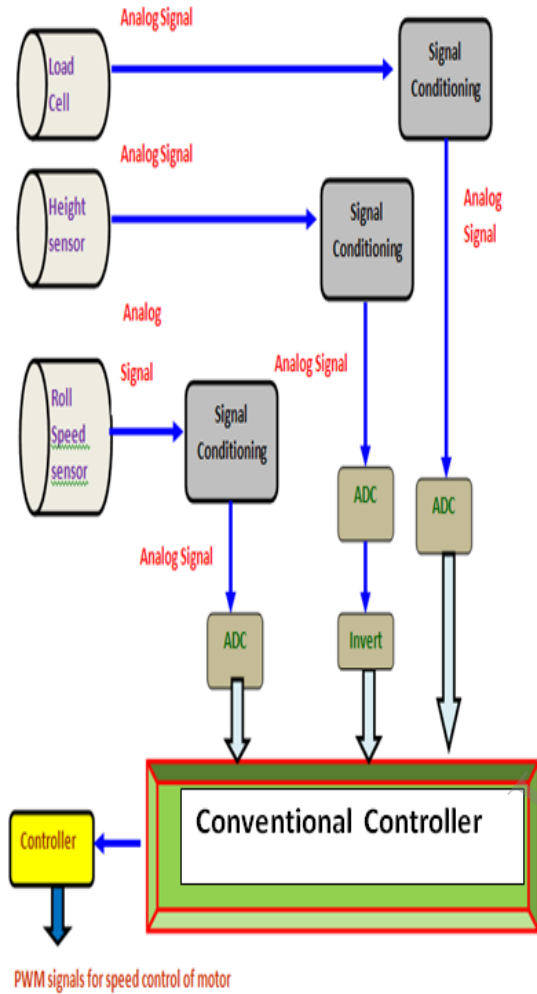 Analog Signal
Load
Cell
Signal
Conditioning
Analog Signal
Height
sensor
Signal
Conditioning
Analog
Signal
Analog
Signal
Roll
Speed
sensor
Signal
Conditioning
Analog Signal
ADC
ADC
Analog Signal
ADC
Invert
Conventional Controller
Controller
PWM signals for speed control of motor